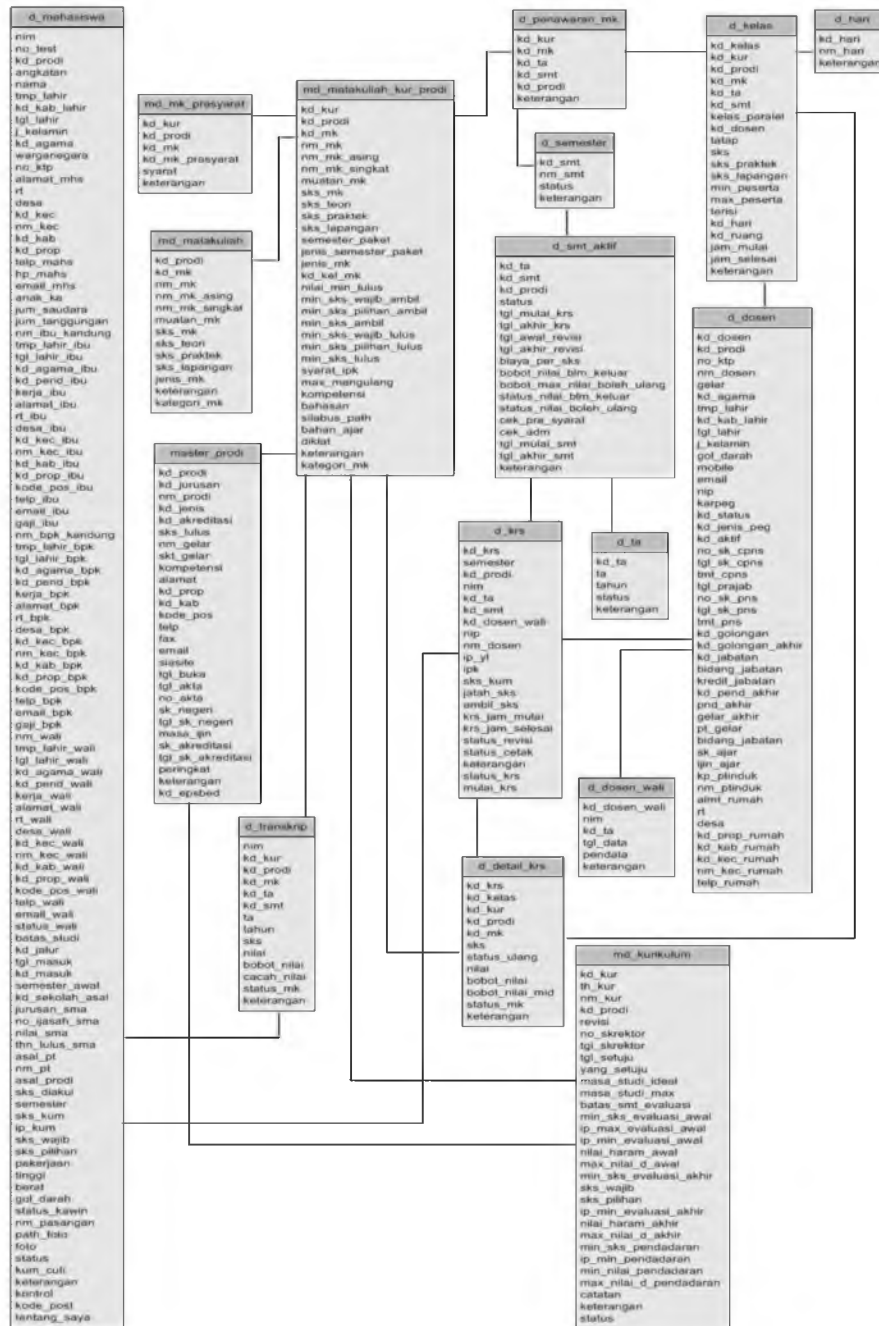 d_mahasiswa
nim
no_test
kd_prodi
angkatan
nama
tmp_lahir
kd_kab_lahir
tgl_lahir
j_kelamin
kd_agama
warganegara
no_ktp
alamat_mhs
rt
desa
kd_kec
nm_kec
kd_kab
kd_prop
telp_mahs
hp_mahs
email_mhs
anak_ke
jum_saudara
jum_tanggungan
nm_ibu_kandung
tmp_lahir_ibu
tgl_lahir_ibu
kd_agama_ibu
kd_pend_ibu
kerja_ibu
alamat_ibu
rt_ibu
desa_ibu
kd_kec_ibu
nm_kec_ibu
kd_kab_ibu
kd_prop_ibu
kode_pos_ibu
telp_ibu
email_ibu
gaji_ibu
nm_bpk_kandung
tmp_lahir_bpk
tgl_lahir_bpk
kd_agama_bpk
kd_pend_bpk
kerja_bpk
alamat_bpk
rt_bpk
desa_bpk
kd_kec_bpk
nm_kec_bpk
kd_kab_bpk
kd_prop_bpk
kode_pos_bpk
telp_bpk
email_bpk
gaji_bpk
nm_wali
tmp_lahir_wali
tgl_lahir_wali
kd_agama_wali
kd_pend_wali
kerja_wali
alamat_wali
rt_wali
desa_wali
kd_kec_wali
nm_kec_wali
kd_kab_wali
kd_prop_wali
kode_pos_wali
telp_wali
email_wali
status_wali
batas_studi
kd_jalur
tgl_masuk
kd_masuk
semester_awal
kd_sekolah_asal
jurusan_sma
no_ijasah_sma
nilai_sma
thn_lulus_sma
asal_pt
nm_pt
asal_prodi
sks_diakui
semester
sks_kum
ip_kum
sks_wajib
sks_pilihan
pekerjaan
tinggi
berat
gol_darah
status_kawin
nm_pasangan
path_foto
foto
status
kum_cuti
keterangan
kontrol
kode_post
tentang_saya
md_mk_prasyarat
kd_kur
kd_prodi
kd_mk
kd_mk_prasyarat
syarat
keterangan
md_matakuliah
kd_prodi
kd_mk
nm_mk
nm_mk_asing
nm_mk_singkat
muatan_mk
sks_mk
sks_teori
sks_praktek
sks_lapangan
jenis_mk
keterangan
kategori_mk
master_prodi
kd_prodi
kd_jurusan
nm_prodi
kd_jenis
kd_akreditasi
sks_lulus
nm_gelar
skt_gelar
kompetensi
alamat
kd_prop
kd_kab
kode_pos
telp
fax
email
siasite
tgl_buka
tgl_akta
no_akta
sk_negeri
tgl_sk_negeri
masa_ijin
sk_akreditasi
tgl_sk_akreditasi
peringkat
keterangan
kd_epsbed
d_transkrip
nim
kd_kur
kd_prodi
kd_mk
kd_ta
kd_smt
ta
tahun
sks
nilai
bobot_nilai
cacah_nilai
status_mk
keterangan
md_matakuliah_kur_prodi
kd_kur
kd_prodi
kd_mk
nm_mk
nm_mk_asing
nm_mk_singkat
muatan_mk
sks_mk
sks_teori
sks_praktek
sks_lapangan
semester_paket
jenis_semester_paket
jenis_mk
kd_kel_mk
nilai_min_lulus
min_sks_wajib_ambil
min_sks_pilihan_ambil
min_sks_ambil
min_sks_wajib_lulus
min_sks_pilihan_lulus
min_sks_lulus
syarat_ipk
max_mengulang
kompetensi
bahasan
silabus_path
bahan_ajar
diklat
keterangan
kategori_mk
d_penawaran_mk
kd_kur
kd_mk
kd_ta
kd_smt
kd_prodi
keterangan
d_semester
kd_smt
nm_smt
status
keterangan
d_smt_aktif
kd_ta
kd_smt
kd_prodi
status
tgl_mulai_krs
tgl_akhir_krs
tgl_awal_revisi
tgl_akhir_revisi
biaya_per_sks
bobot_nilai_blm_keluar
bobot_max_nilai_boleh_ulang
status_nilai_blm_keluar
status_nilai_boleh_ulang
cek_pra_syarat
cek_adm
tgl_mulai_smt
tgl_akhir_smt
keterangan
d_krs
kd_krs
semester
kd_prodi
nim
kd_ta
kd_smt
kd_dosen_wali
nip
nm_dosen
ip_yl
ipk
sks_kum
jatah_sks
ambil_sks
krs_jam_mulai
krs_jam_selesai
status_revisi
status_cetak
keterangan
status_krs
mulai_krs
d_ta
kd_ta
ta
tahun
status
keterangan
d_detail_krs
kd_krs
kd_kelas
kd_kur
kd_prodi
kd_mk
sks
status_ulang
nilai
bobot_nilai
bobot_nilai_mid
status_mk
keterangan
d_kelas
kd_kelas
kd_kur
kd_prodi
kd_mk
kd_ta
kd_smt
kelas_paralel
kd_dosen
tatap
sks
sks_praktek
sks_lapangan
min_peserta
max_peserta
terisi
kd_hari
kd_ruang
jam_mulai
jam_selesai
keterangan
d_hari
kd_hari
nm_hari
keterangan
d_dosen
kd_dosen
kd_prodi
no_ktp
nm_dosen
gelar
kd_agama
tmp_lahir
kd_kab_lahir
tgl_lahir
j_kelamin
gol_darah
mobile
email
nip
karpeg
kd_status
kd_jenis_peg
kd_aktif
no_sk_cpns
tgl_sk_cpns
tmt_cpns
tgl_prajab
no_sk_pns
tgl_sk_pns
tmt_pns
kd_golongan
kd_golongan_akhir
kd_jabatan
bidang_jabatan
kredit_jabatan
kd_pend_akhir
pnd_akhir
gelar_akhir
pt_gelar
bidang_jabatan
sk_ajar
ijin_ajar
kp_ptinduk
nm_ptinduk
almt_rumah
rt
desa
kd_prop_rumah
kd_kab_rumah
kd_kec_rumah
nm_kec_rumah
telp_rumah
d_dosen_wali
kd_dosen_wali
nim
kd_ta
tgl_data
pendata
keterangan
md_kurikulum
kd_kur
th_kur
nm_kur
kd_prodi
revisi
no_skrektor
tgl_skrektor
tgl_setuju
yang_setuju
masa_studi_ideal
masa_studi_max
batas_smt_evaluasi
min_sks_evaluasi_awal
ip_max_evaluasi_awal
ip_min_evaluasi_awal
nilai_haram_awal
max_nilai_d_awal
min_sks_evaluasi_akhir
sks_wajib
sks_pilihan
ip_min_evaluasi_akhir
nilai_haram_akhir
max_nilai_d_akhir
min_sks_pendadaran
ip_min_pendadaran
min_nilai_pendadaran
max_nilai_d_pendadaran
catatan
keterangan
status